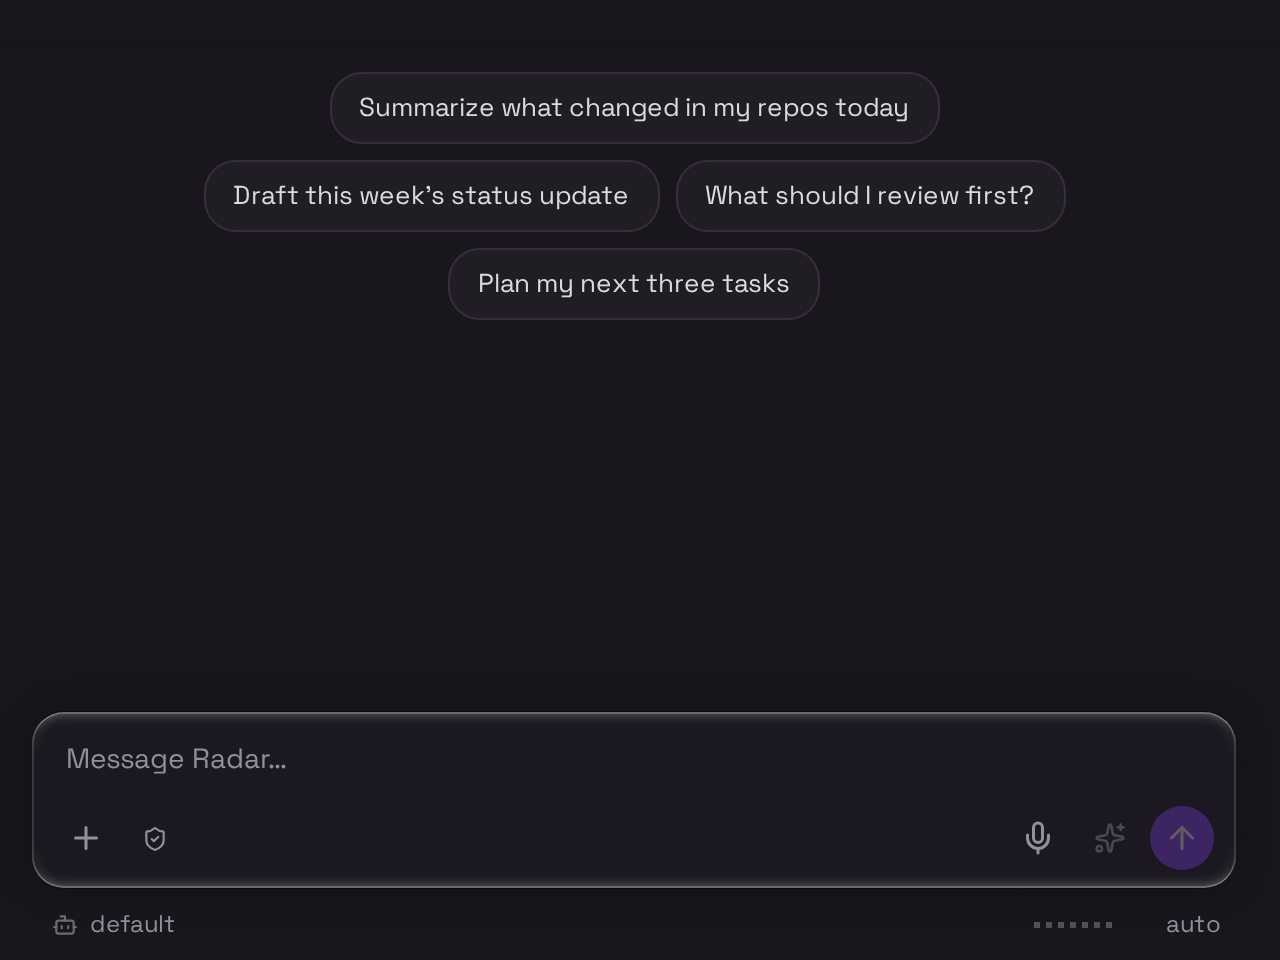 Summarize what changed in my repos today
Draft this week's status update
What should I review first?
Plan my next three tasks
Message Radar...
default
auto